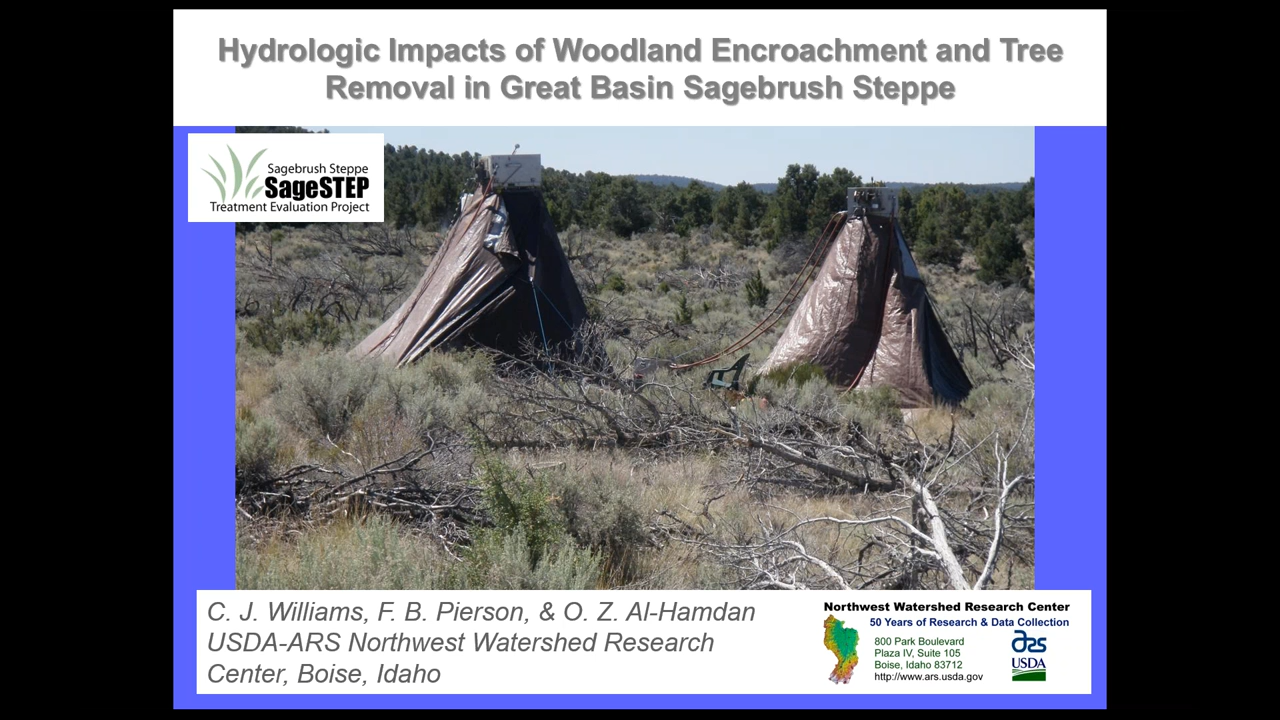 Hydrologic Impacts of Woodland Encroachment and Tree
Removal in Great Basin Sagebrush Steppe
Sagebrush Steppe
SageSTEP
Treatment Evaluation Project
C. J. Williams, F. B. Pierson, & O. Z. Al-Hamdan
USDA-ARS Northwest Watershed Research
Center, Boise, Idaho
Northwest Watershed Research Center
50 Years of Research & Data Collection
800 Park Boulevard
Plaza IV, Suite 105
Boise, Idaho 83712
http://www.ars.usda.gov
ars
USDA